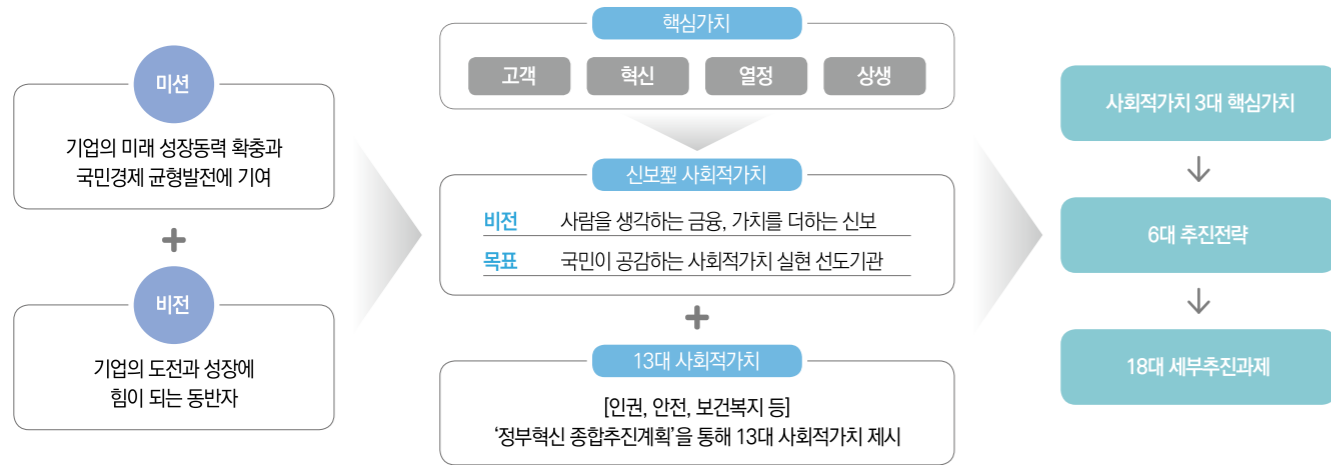 미션
기업의 미래 성장동력 확충과
국민경제 균형발전에 기여
+
비전
기업의 도전과 성장에
힘이 되는 동반자
핵심가치
고객 혁신 열정 상생
신보型 사회적가치
비전 사람을 생각하는 금융, 가치를 더하는 신보
목표 국민이 공감하는 사회적가치 실현 선도기관
+
13대 사회적가치
[인권, 안전, 보건복지 등]
‘정부혁신 종합추진계획’을 통해 13대 사회적가치 제시
사회적가치 3대 핵심가치
↓
6대 추진전략
↓
18대 세부추진과제